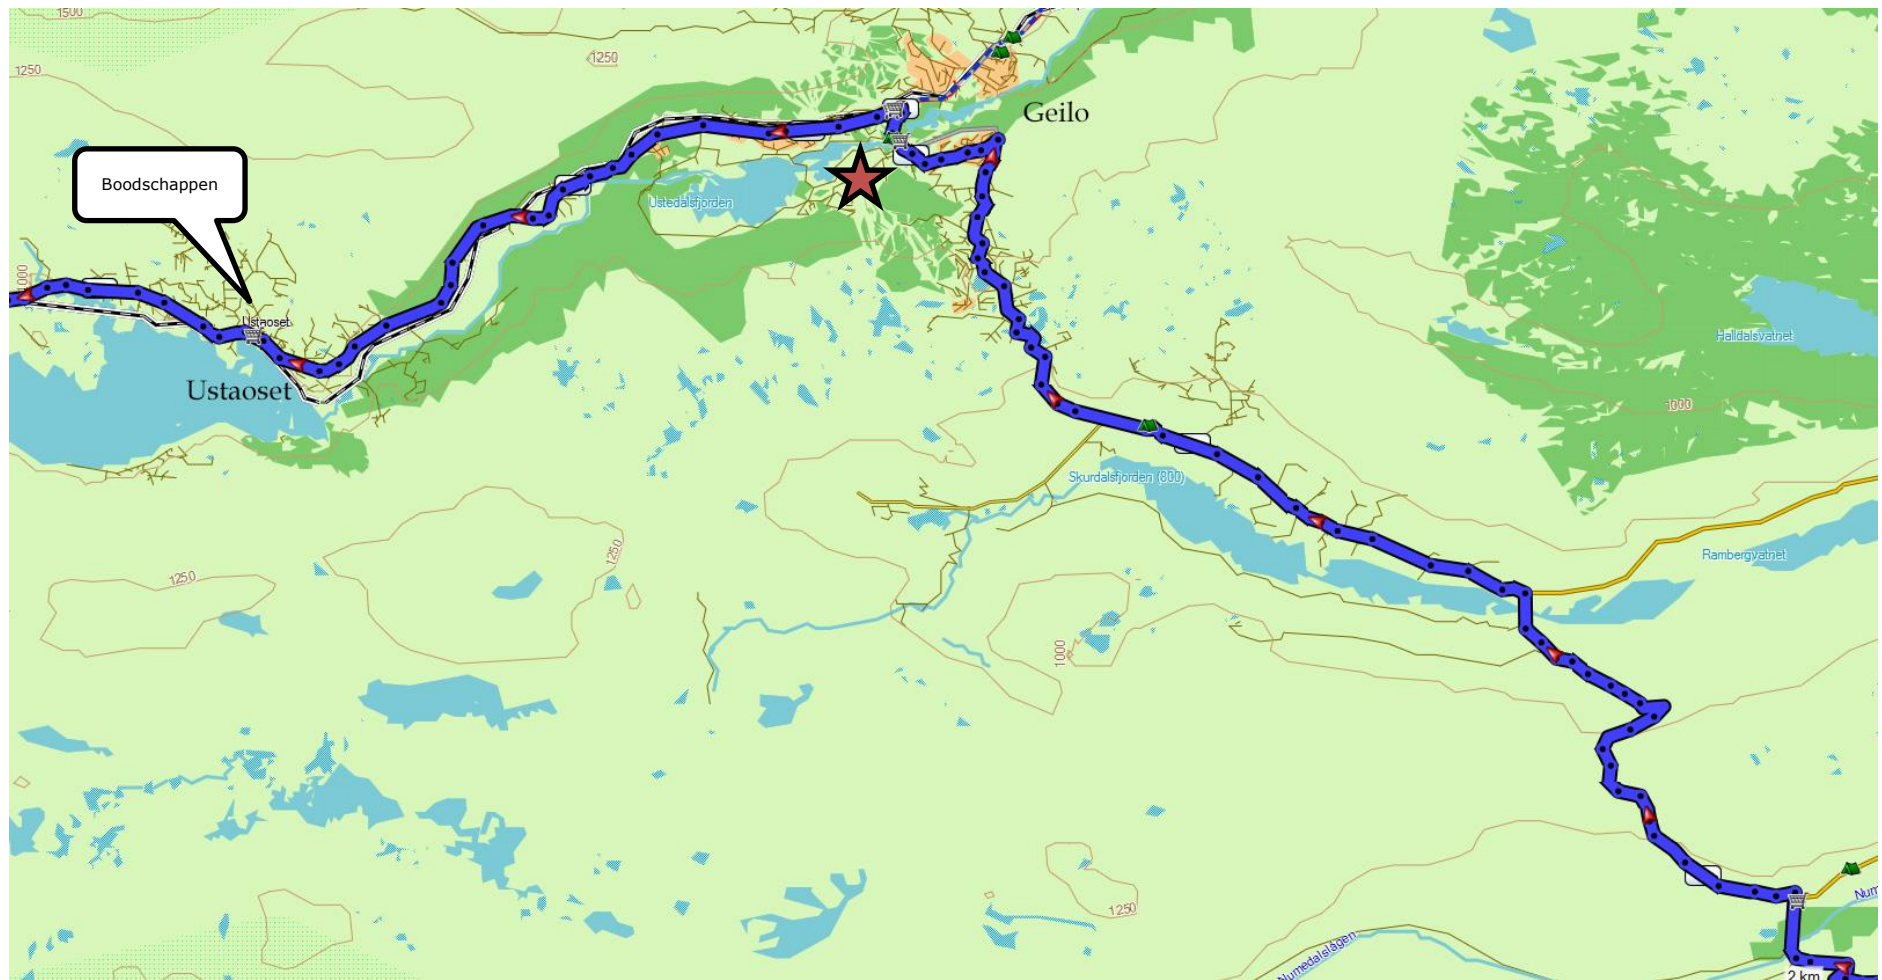 1500
1250
1250
Geilo
Boodschappen
Ustedalsfjorden
1000
Ustaoset
Halldalsvatnet
Ustaoset
1000
Skurdalsfjorden (800)
1250
Rambergvatnet
1250
1000
1250
Numedalslågen
2 km